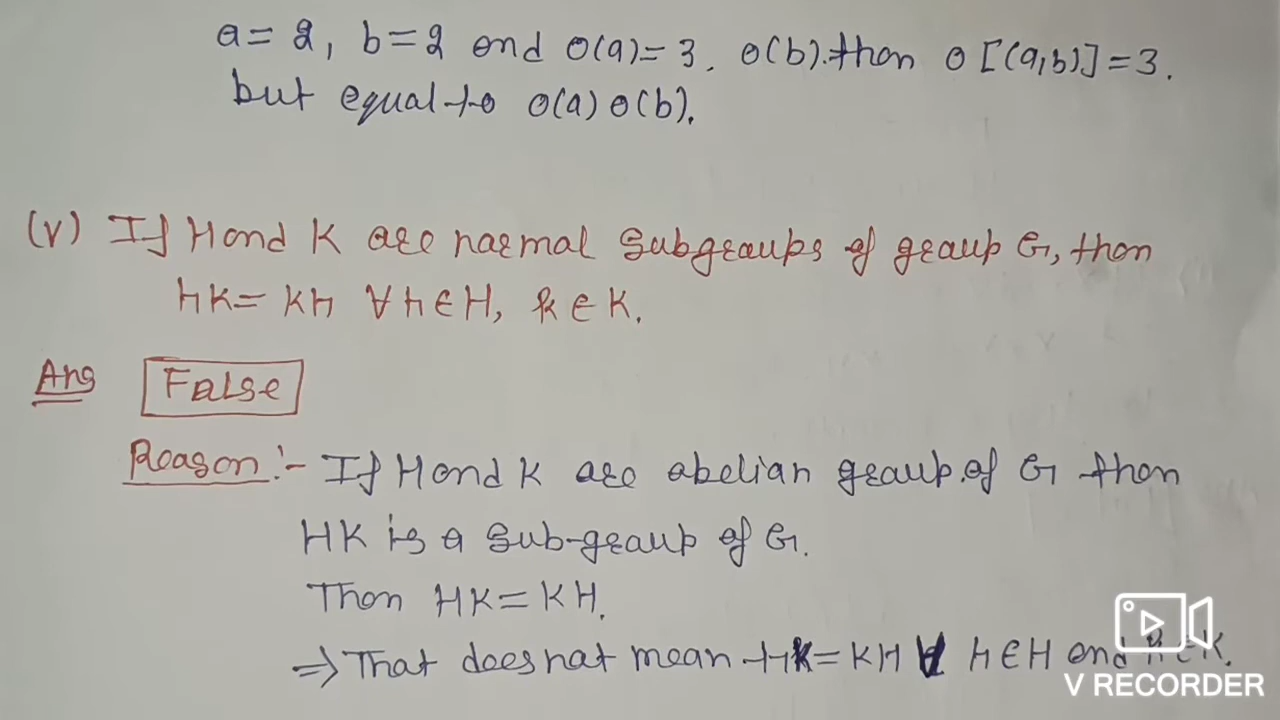 a = 2, b = 2 and o(a) = 3, o(b). then o[(a,b)] = 3.
but equal to o(a) o(b).
(v) If H and K are normal subgroups of group G, then
hk = kh ∀ h ∈ H, k ∈ K.
Ans False
Reason :- If H and K are abelian group of G then
HK is a sub-group of G.
Then HK = KH.
⇒ That does not mean hk = kh ∀ h ∈ H and k ∈ K.
V RECORDER